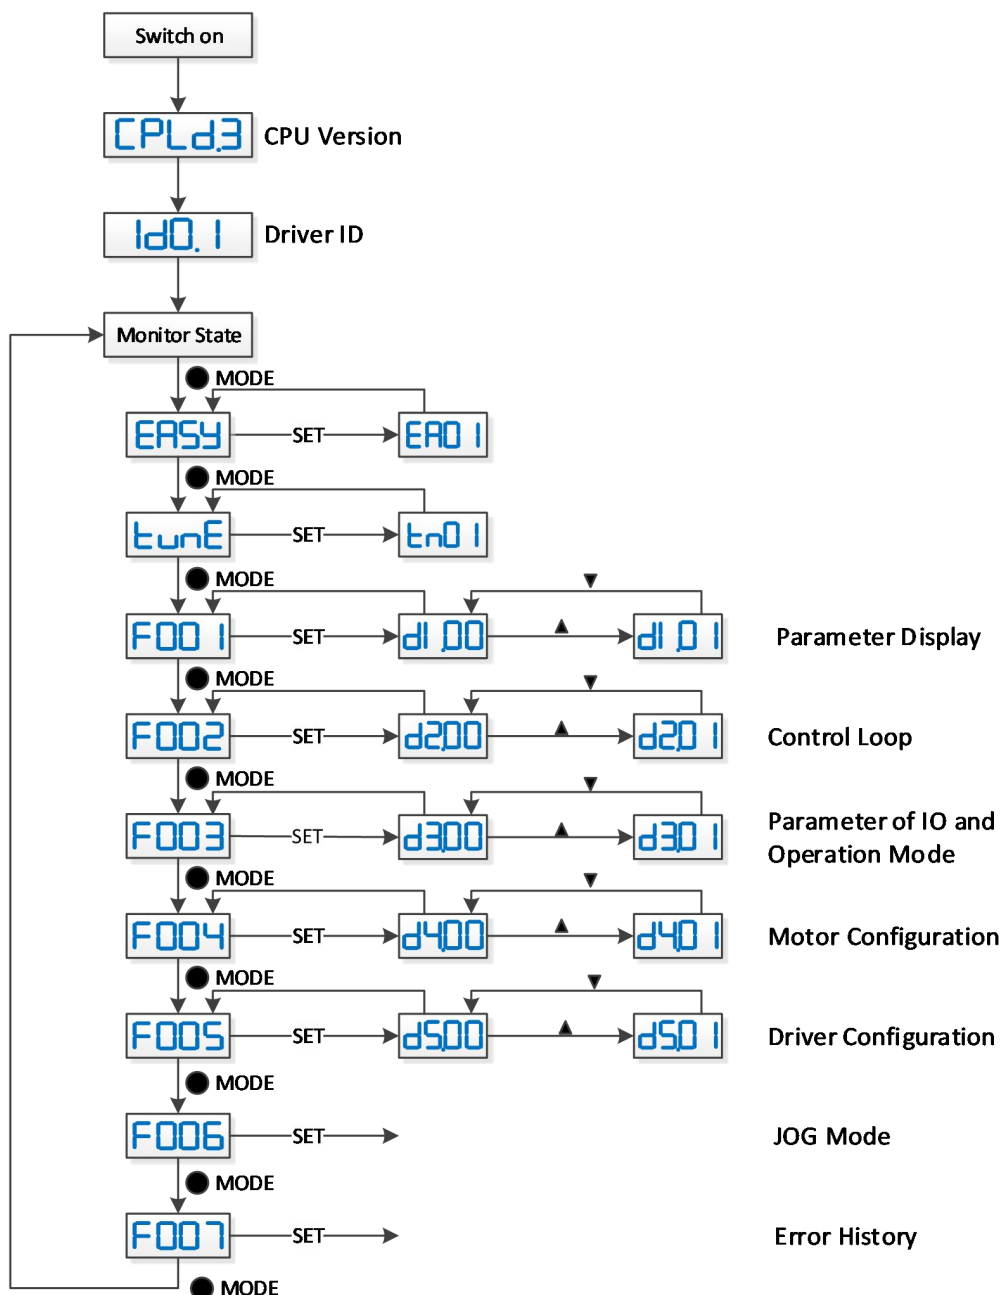 Switch on
CPLd.3 CPU Version
Id0.1 Driver ID
Monitor State
MODE
EASY SET EA01
MODE
tunE SET tn01
MODE
F001 SET d1.00 d1.01 Parameter Display
MODE
F002 SET d2.00 d2.01 Control Loop
MODE
F003 SET d3.00 d3.01 Parameter of IO and
Operation Mode
MODE
F004 SET d4.00 d4.01 Motor Configuration
MODE
F005 SET d5.00 d5.01 Driver Configuration
MODE
F006 SET JOG Mode
MODE
F007 SET Error History
MODE